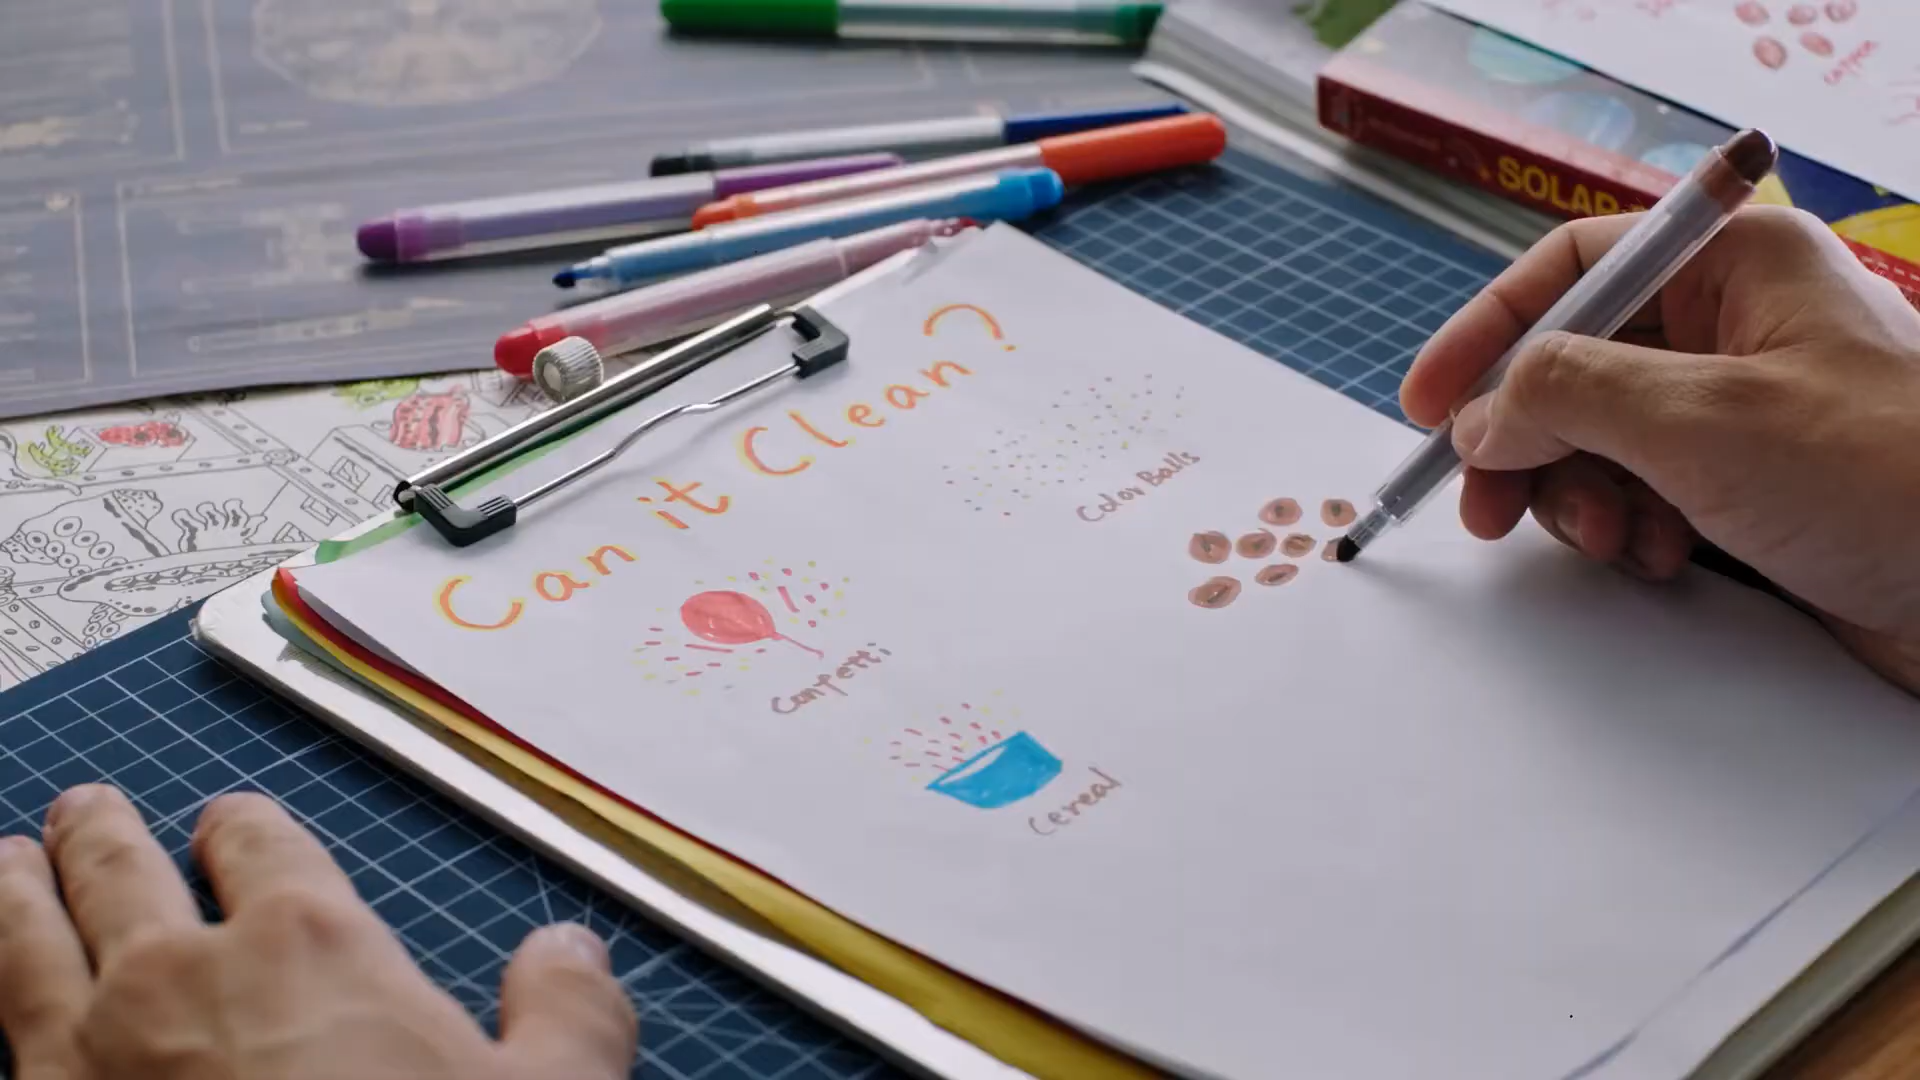 Can it Clean?
Color Balls
Confetti
Cereal
SOLAR